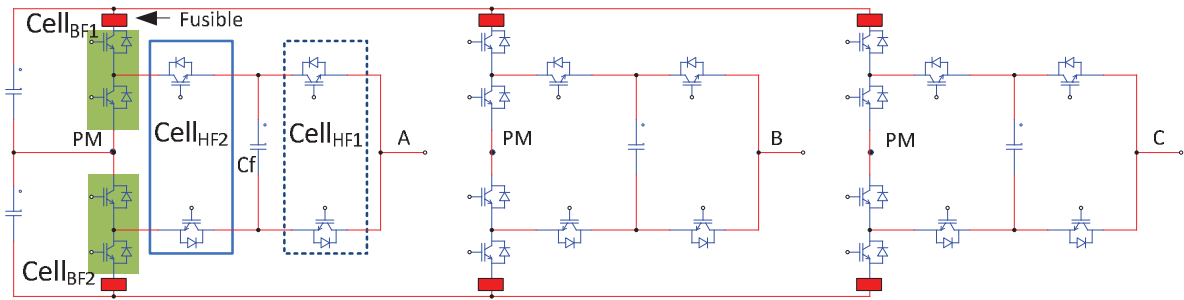 Cell_BF1
Fusible
PM
Cell_HF2
Cf
Cell_HF1
A
Cell_BF2
PM
B
PM
C